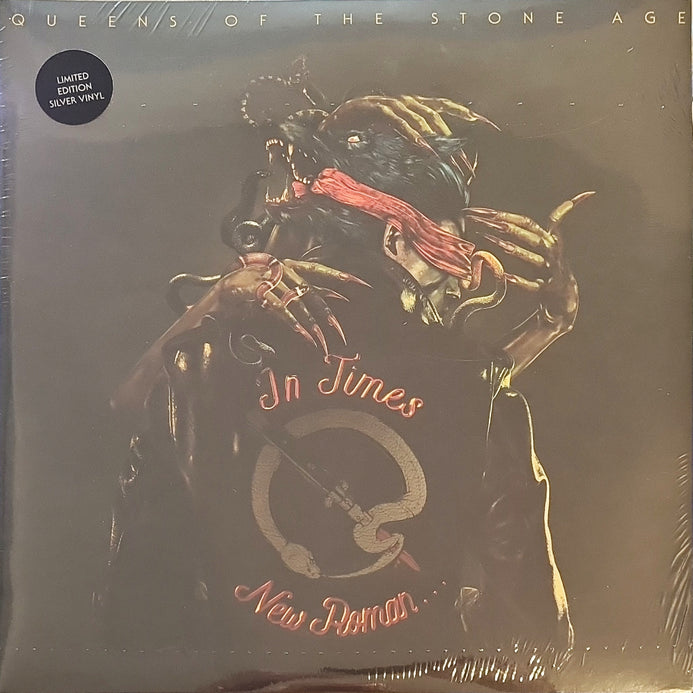 QUEENS OF THE STONE AGE
LIMITED
EDITION
SILVER VINYL
In Times
New Roman...